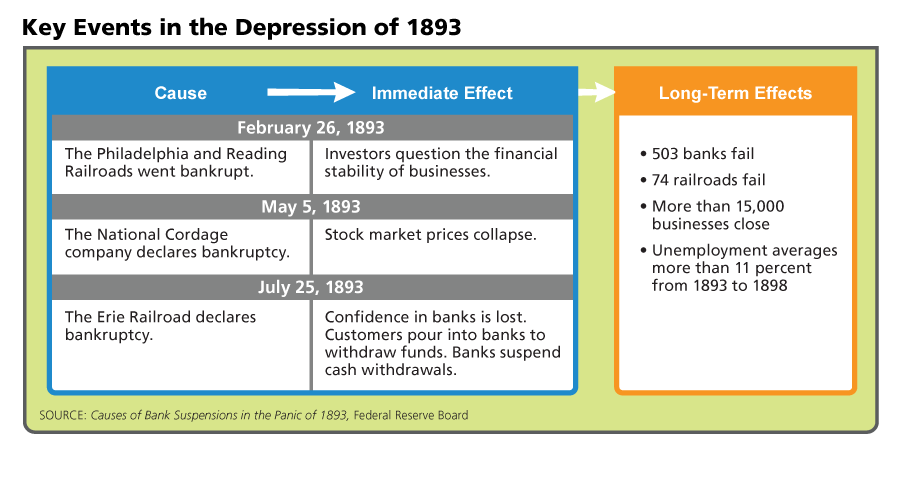 Key Events in the Depression of 1893
Cause
Immediate Effect
Long-Term Effects
February 26, 1893
The Philadelphia and Reading
Railroads went bankrupt.
Investors question the financial
stability of businesses.
May 5, 1893
The National Cordage
company declares bankruptcy.
Stock market prices collapse.
July 25, 1893
The Erie Railroad declares
bankruptcy.
Confidence in banks is lost.
Customers pour into banks to
withdraw funds. Banks suspend
cash withdrawals.
• 503 banks fail
• 74 railroads fail
• More than 15,000
businesses close
• Unemployment averages
more than 11 percent
from 1893 to 1898
SOURCE: Causes of Bank Suspensions in the Panic of 1893, Federal Reserve Board